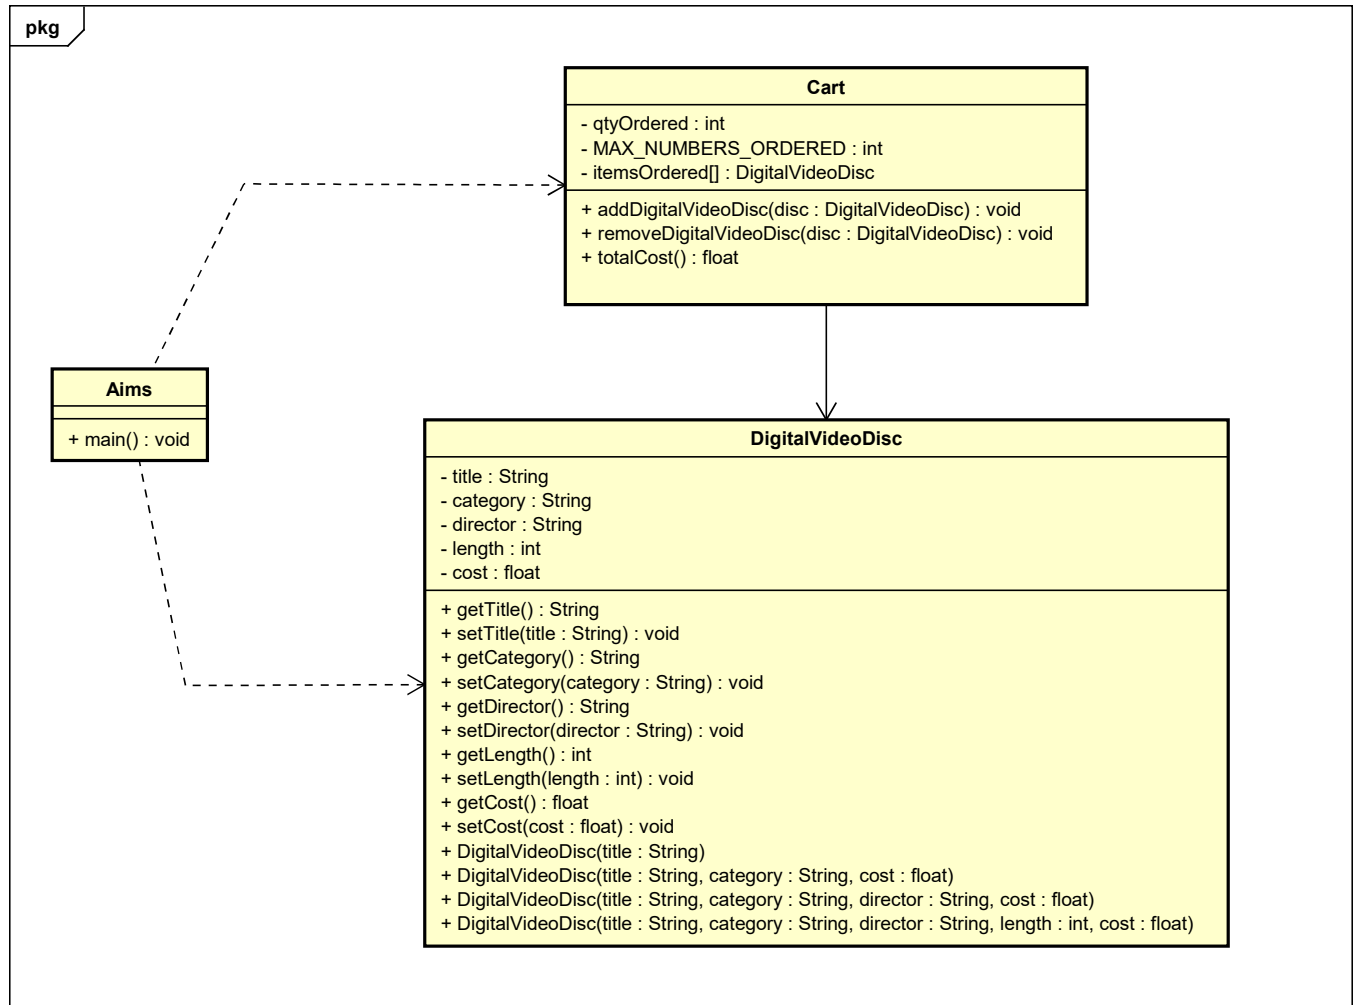 pkg
Cart
- qtyOrdered : int
- MAX_NUMBERS_ORDERED : int
- itemsOrdered[] : DigitalVideoDisc
+ addDigitalVideoDisc(disc : DigitalVideoDisc) : void
+ removeDigitalVideoDisc(disc : DigitalVideoDisc) : void
+ totalCost() : float
Aims
+ main() : void
DigitalVideoDisc
- title : String
- category : String
- director : String
- length : int
- cost : float
+ getTitle() : String
+ setTitle(title : String) : void
+ getCategory() : String
+ setCategory(category : String) : void
+ getDirector() : String
+ setDirector(director : String) : void
+ getLength() : int
+ setLength(length : int) : void
+ getCost() : float
+ setCost(cost : float) : void
+ DigitalVideoDisc(title : String)
+ DigitalVideoDisc(title : String, category : String, cost : float)
+ DigitalVideoDisc(title : String, category : String, director : String, cost : float)
+ DigitalVideoDisc(title : String, category : String, director : String, length : int, cost : float)